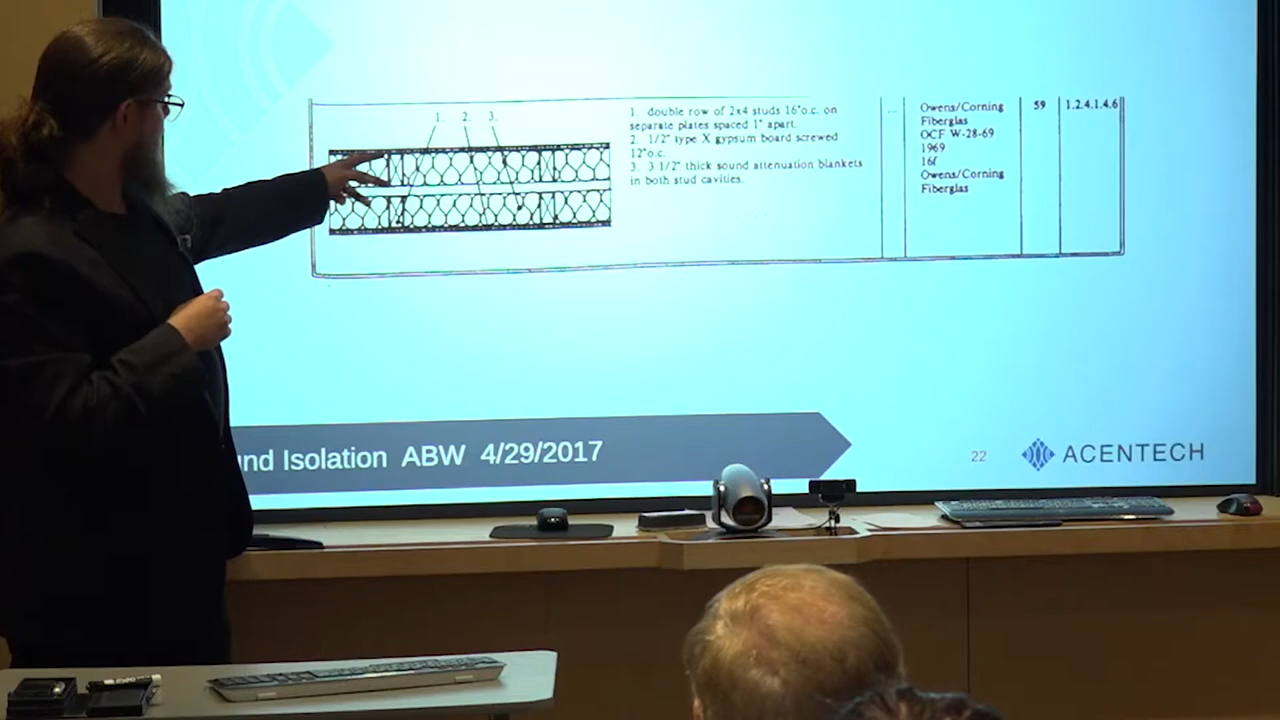 1. 2. 3.
1. double row of 2x4 studs 16"o.c. on
separate plates spaced 1" apart.
2. 1/2" type X gypsum board screwed
12"o.c.
3. 3 1/2" thick sound attenuation blankets
in both stud cavities.
...
Owens/Corning
Fiberglas
OCF W-28-69
1969
16f
Owens/Corning
Fiberglas
59
1.2.4.1.4.6
und Isolation ABW 4/29/2017
22
ACENTECH
EXPO